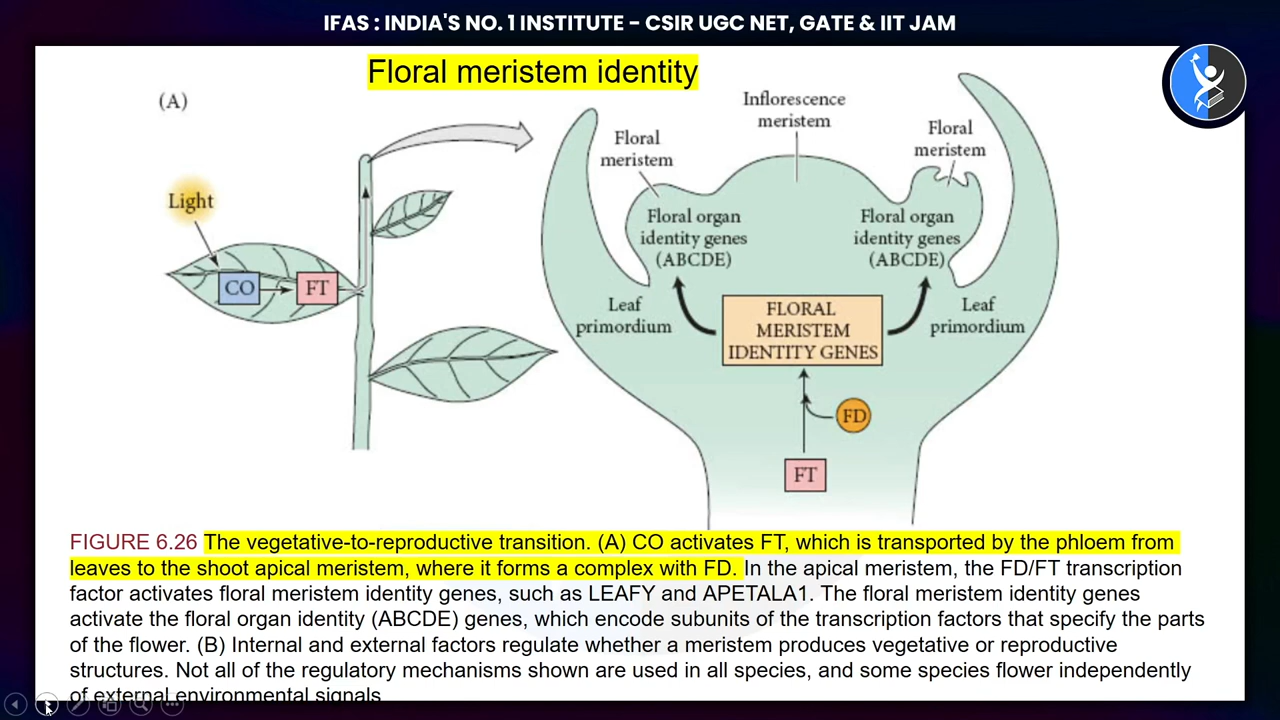 IFAS : INDIA'S NO. 1 INSTITUTE – CSIR UGC NET, GATE & IIT JAM
Floral meristem identity
(A)
Light
CO
FT
Inflorescence
meristem
Floral
meristem
Floral
meristem
Floral organ
identity genes
(ABCDE)
Floral organ
identity genes
(ABCDE)
Leaf
primordium
Leaf
primordium
FLORAL
MERISTEM
IDENTITY GENES
FD
FT
FIGURE 6.26 The vegetative-to-reproductive transition. (A) CO activates FT, which is transported by the phloem from
leaves to the shoot apical meristem, where it forms a complex with FD. In the apical meristem, the FD/FT transcription
factor activates floral meristem identity genes, such as LEAFY and APETALA1. The floral meristem identity genes
activate the floral organ identity (ABCDE) genes, which encode subunits of the transcription factors that specify the parts
of the flower. (B) Internal and external factors regulate whether a meristem produces vegetative or reproductive
structures. Not all of the regulatory mechanisms shown are used in all species, and some species flower independently
of external environmental signals